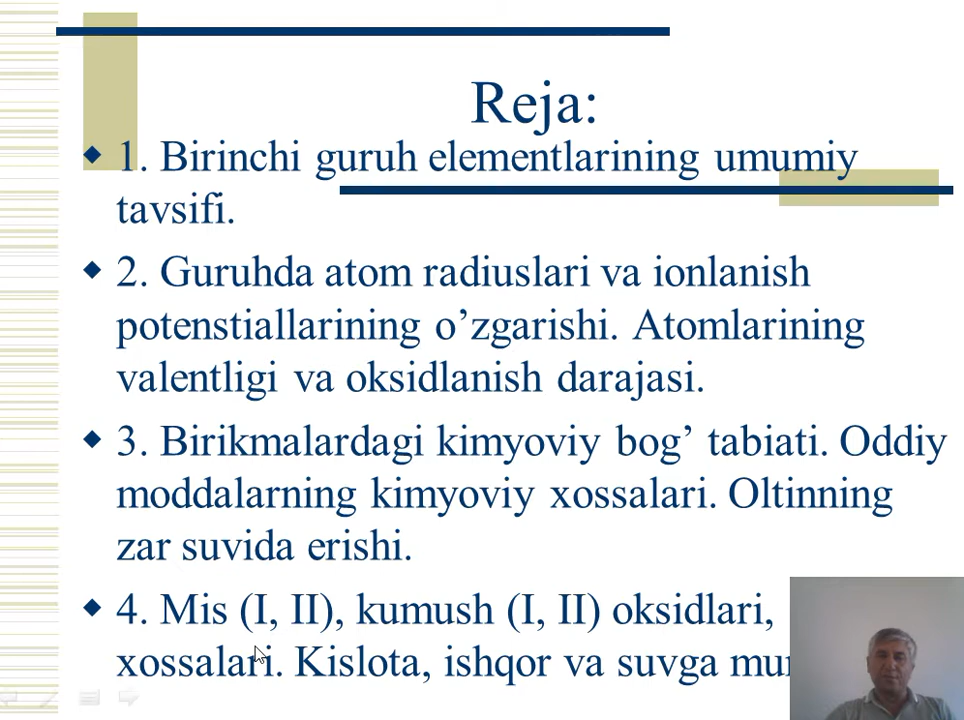 Reja:
1. Birinchi guruh elementlarining umumiy
tavsifi.
2. Guruhda atom radiuslari va ionlanish
potenstiallarining o’zgarishi. Atomlarining
valentligi va oksidlanish darajasi.
3. Birikmalardagi kimyoviy bog’ tabiati. Oddiy
moddalarning kimyoviy xossalari. Oltinning
zar suvida erishi.
4. Mis (I, II), kumush (I, II) oksidlari,
xossalari. Kislota, ishqor va suvga